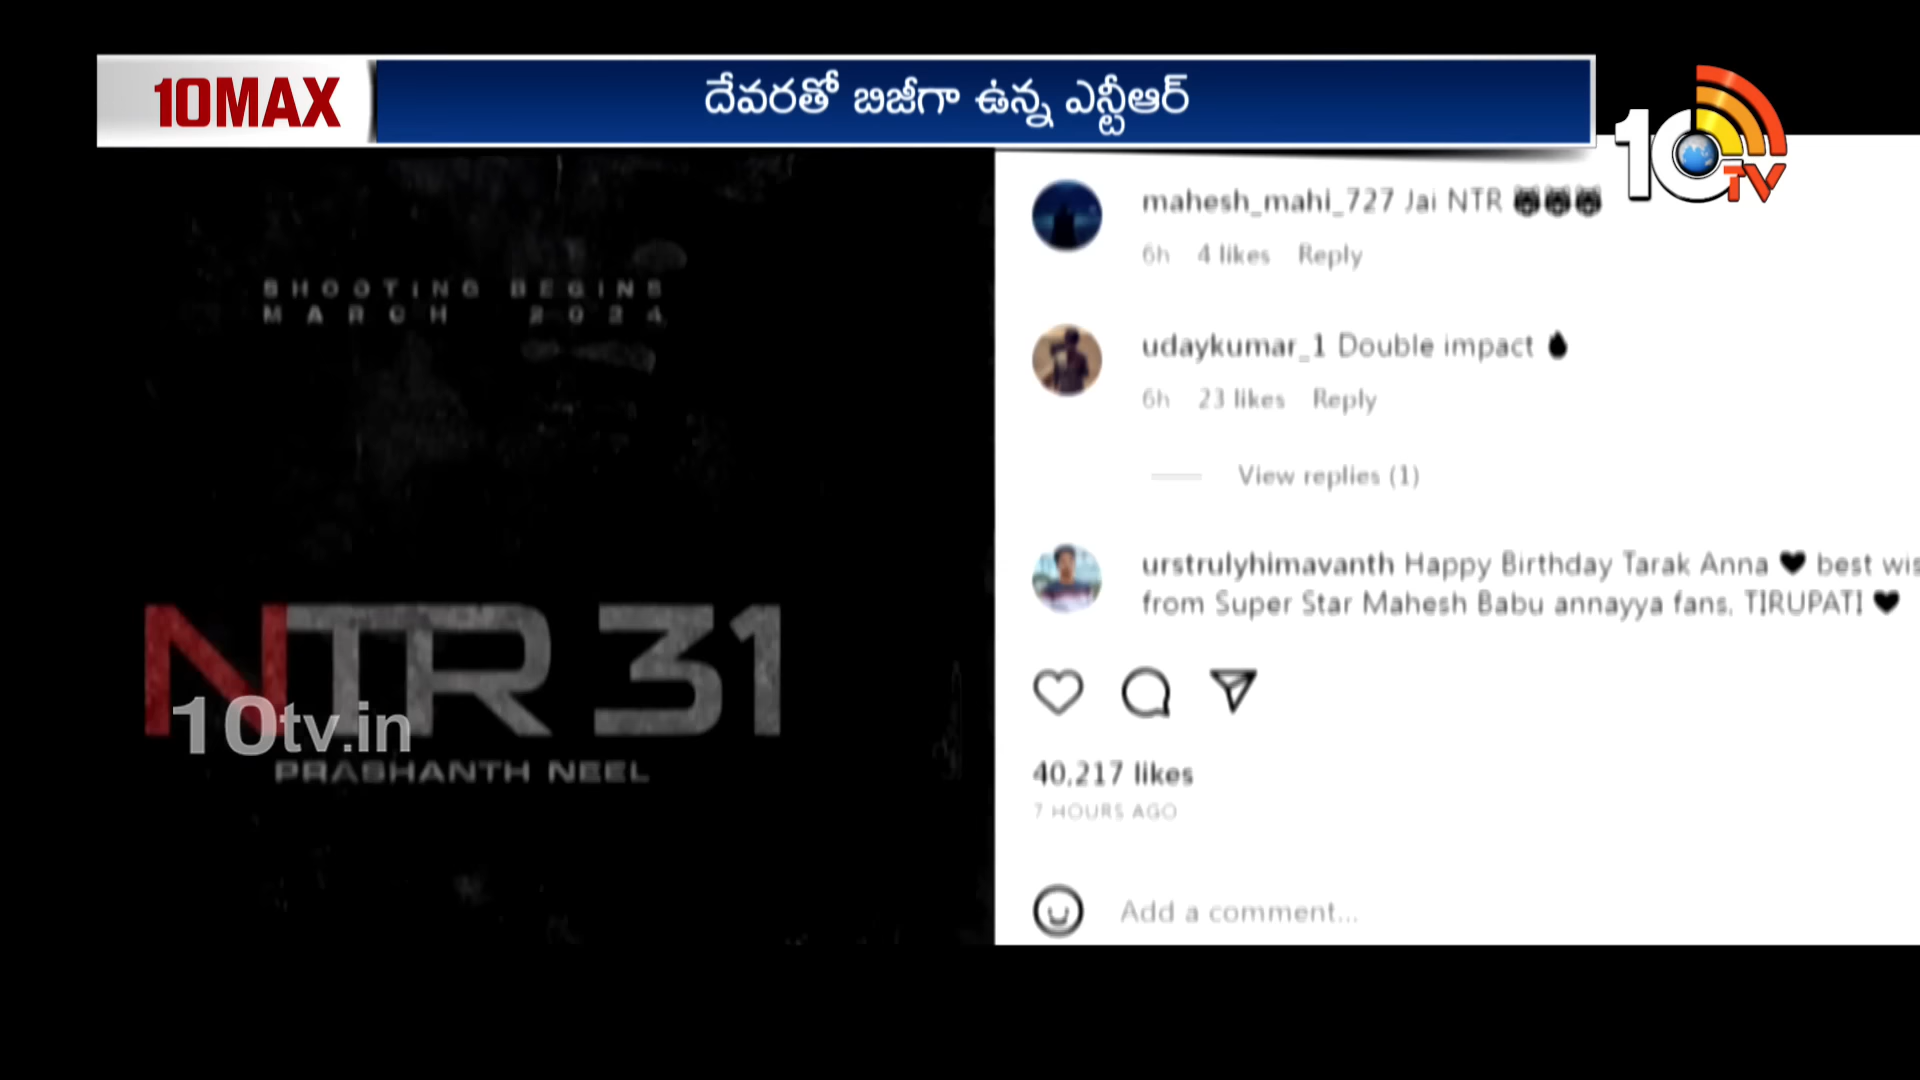 10MAX
దేవరతో బిజీగా ఉన్న ఎన్టీఆర్
10TV
SHOOTING BEGINS
MARCH 2024
NTR 31
10tv.in
PRASHANTH NEEL
mahesh_mahi_727 Jai NTR
6h 4 likes Reply
udaykumar_1 Double impact
6h 23 likes Reply
View replies (1)
urstrulyhimavanth Happy Birthday Tarak Anna 🖤 best wis
from Super Star Mahesh Babu annayya fans, TIRUPATI 🖤
40,217 likes
7 HOURS AGO
Add a comment...